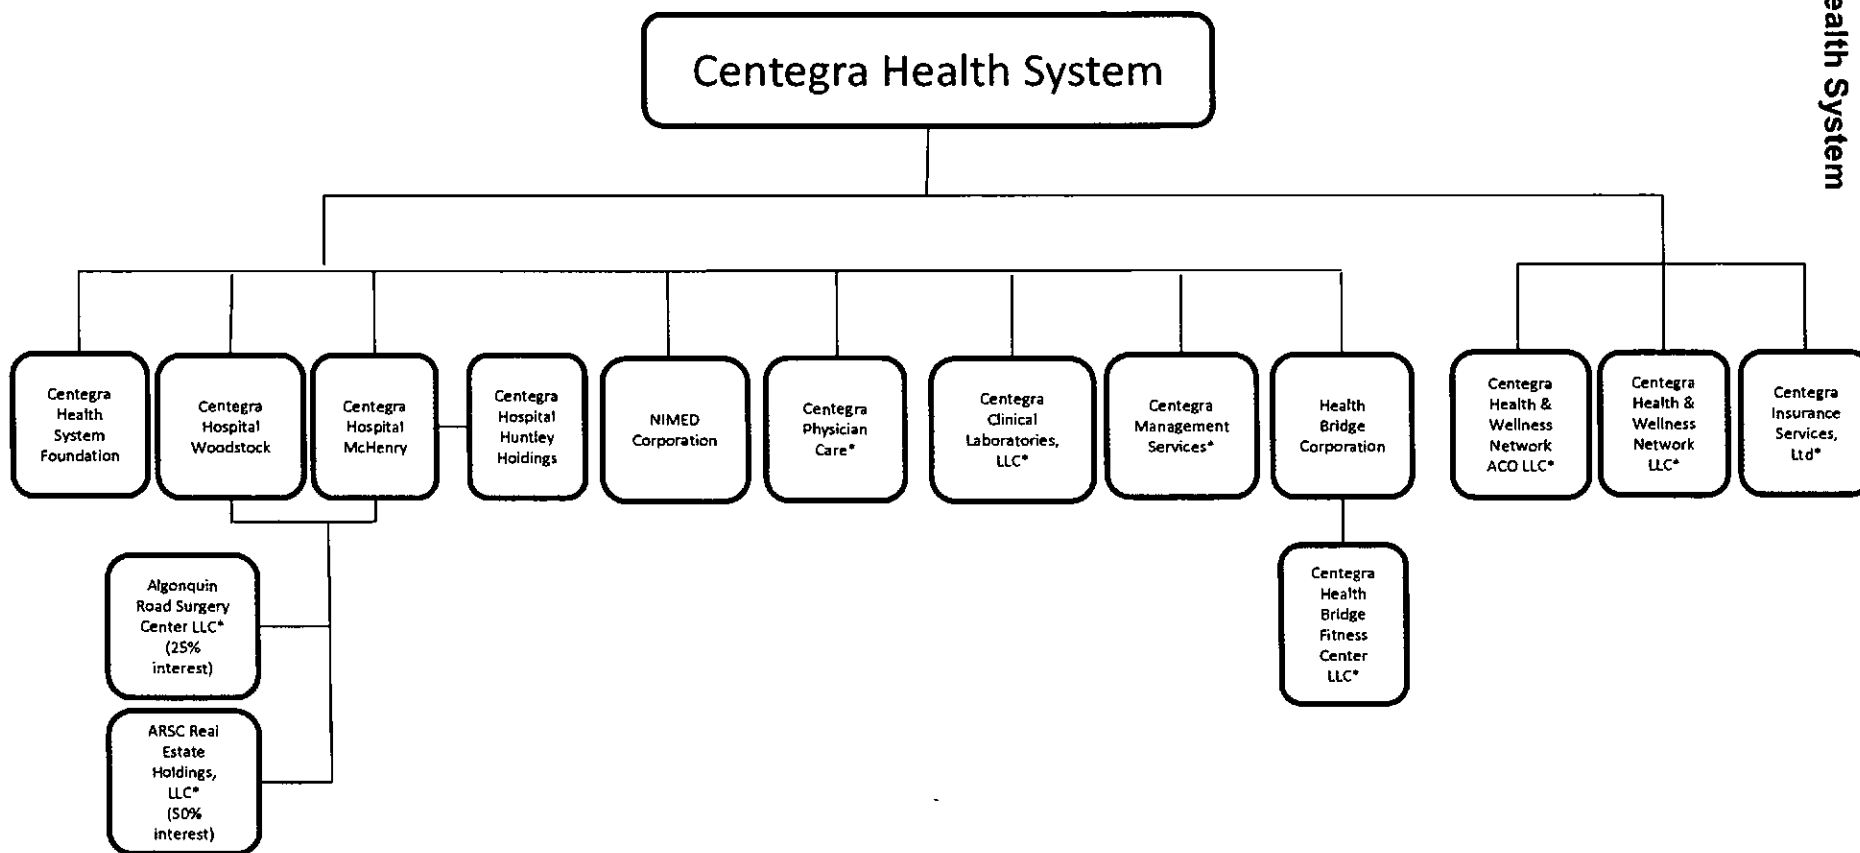 Centegra Health System
ealth System
Centegra
Health
System
Foundation
Centegra
Hospital
Woodstock
Centegra
Hospital
McHenry
Centegra
Hospital
Huntley
Holdings
NIMED
Corporation
Centegra
Physician
Care*
Centegra
Clinical
Laboratories,
LLC*
Centegra
Management
Services*
Health
Bridge
Corporation
Centegra
Health &
Wellness
Network
ACO LLC*
Centegra
Health &
Wellness
Network
LLC*
Centegra
Insurance
Services,
Ltd*
Algonquin
Road Surgery
Center LLC*
(25%
interest)
ARSC Real
Estate
Holdings,
LLC*
(50%
interest)
Centegra
Health
Bridge
Fitness
Center
LLC*